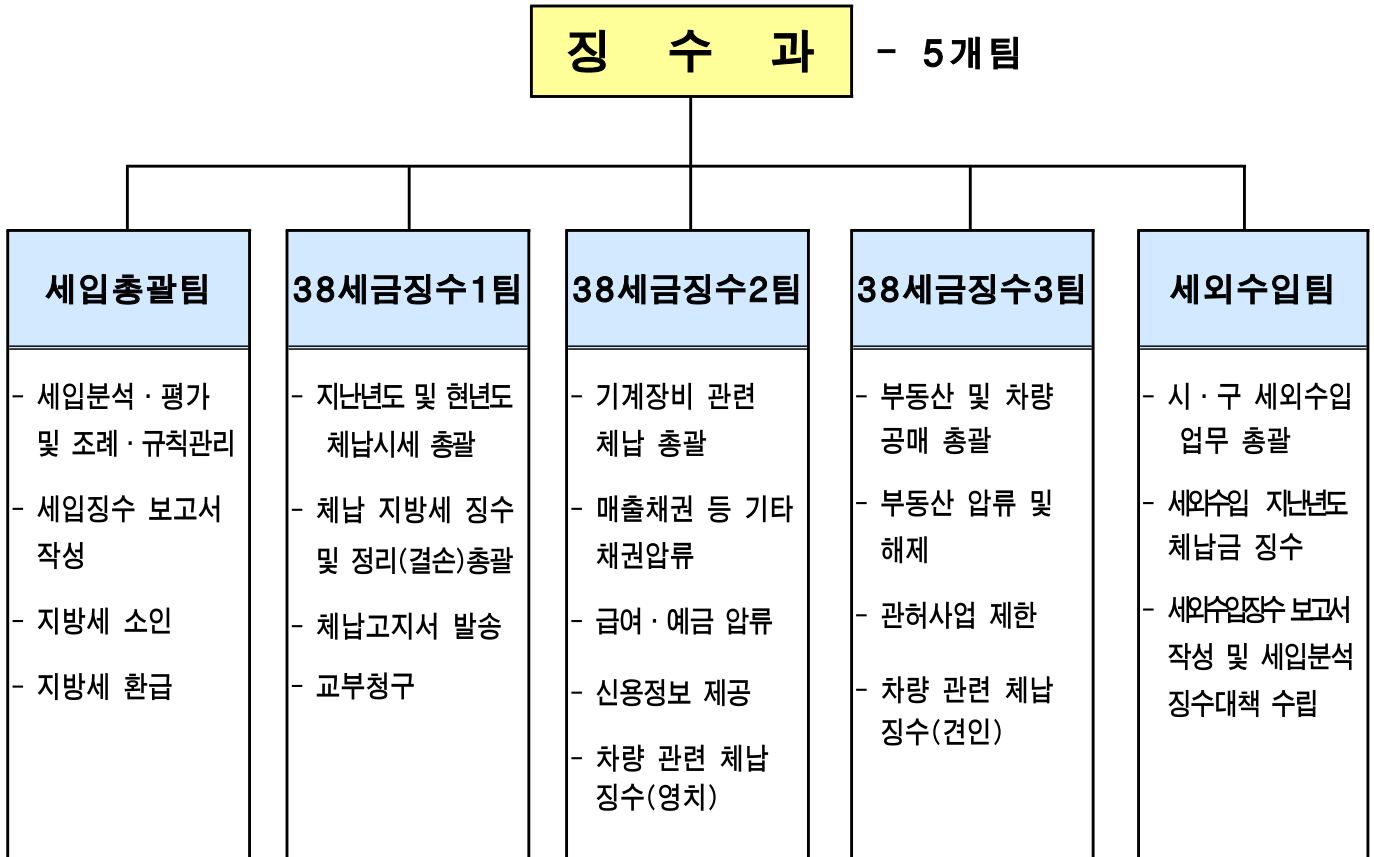 징 수 과 - 5개팀
세입총괄팀
- 세입분석·평가
및 조례·규칙관리
- 세입징수 보고서
작성
- 지방세 소인
- 지방세 환급
38세금징수1팀
- 지난년도 및 현년도
체납시세 총괄
- 체납 지방세 징수
및 정리(결손)총괄
- 체납고지서 발송
- 교부청구
38세금징수2팀
- 기계장비 관련
체납 총괄
- 매출채권 등 기타
채권압류
- 급여·예금 압류
- 신용정보 제공
- 차량 관련 체납
징수(영치)
38세금징수3팀
- 부동산 및 차량
공매 총괄
- 부동산 압류 및
해제
- 관허사업 제한
- 차량 관련 체납
징수(견인)
세외수입팀
- 시·구 세외수입
업무 총괄
- 세외수입 지난년도
체납금 징수
- 세외수입징수 보고서
작성 및 세입분석
징수대책 수립